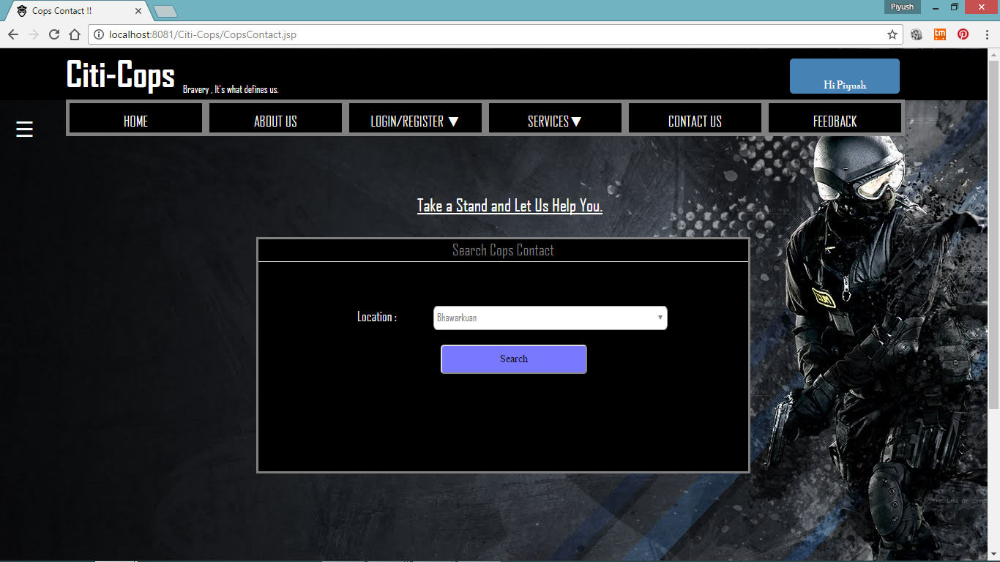 Cops Contact !!
Piyush
localhost:8081/Citi-Cops/CopsContact.jsp
tm
Citi-Cops
Bravery , It's what defines us.
Hi Piyush
HOME ABOUT US LOGIN/REGISTER ▼ SERVICES▼ CONTACT US FEEDBACK
Take a Stand and Let Us Help You.
Search Cops Contact
Location : Bhawarkuan
Search